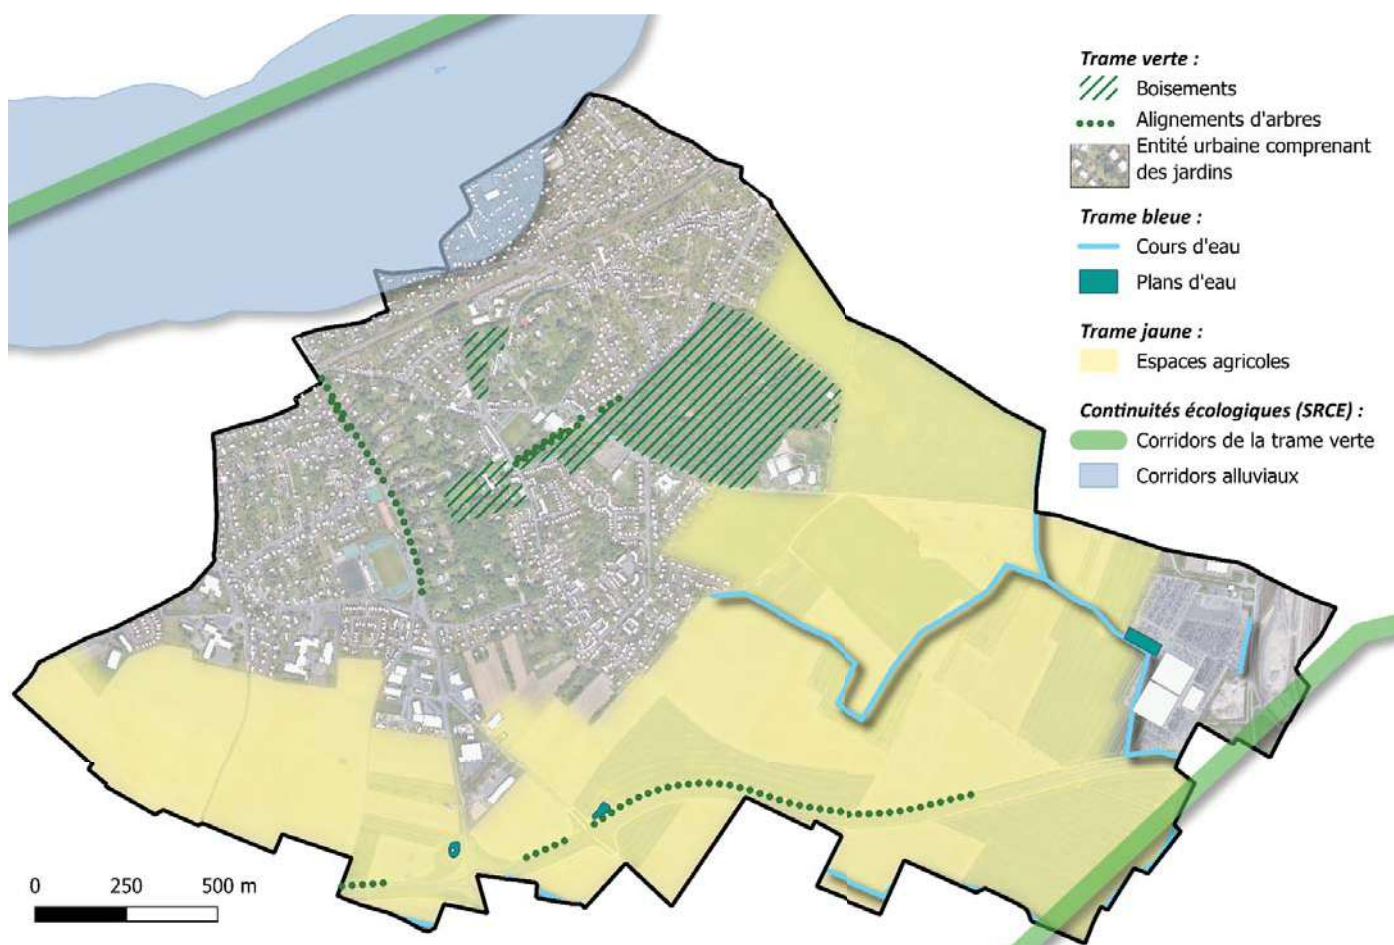 Trame verte :
Boisements
Alignements d'arbres
Entité urbaine comprenant
des jardins
Trame bleue :
Cours d'eau
Plans d'eau
Trame jaune :
Espaces agricoles
Continuités écologiques (SRCE) :
Corridors de la trame verte
Corridors alluviaux
0 250 500 m